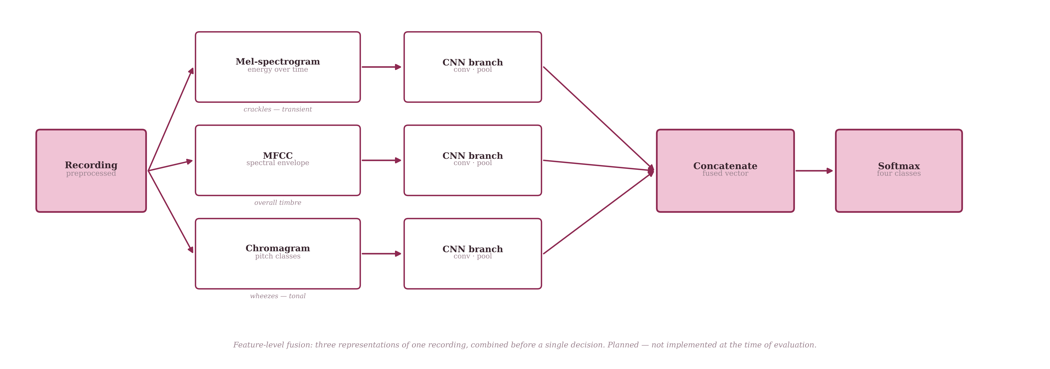 Recording
preprocessed
Mel-spectrogram
energy over time
crackles — transient
CNN branch
conv · pool
MFCC
spectral envelope
overall timbre
CNN branch
conv · pool
Chromagram
pitch classes
wheezes — tonal
CNN branch
conv · pool
Concatenate
fused vector
Softmax
four classes
Feature-level fusion: three representations of one recording, combined before a single decision. Planned — not implemented at the time of evaluation.